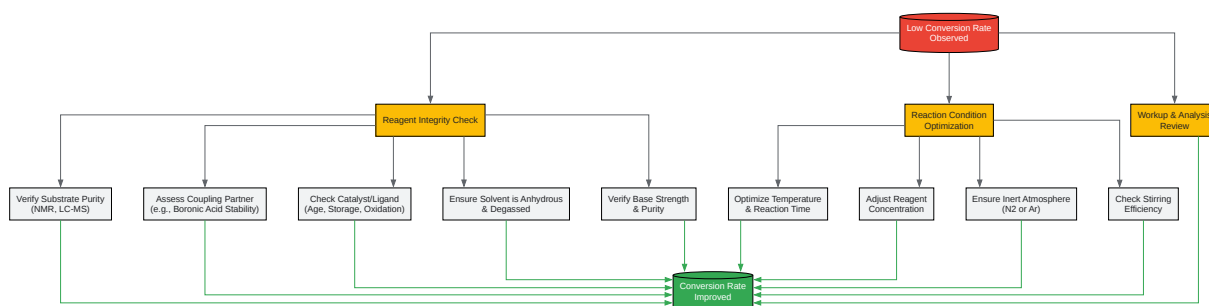 Low Conversion Rate
Observed
Reagent Integrity Check
Reaction Condition
Optimization
Workup & Analysis
Review
Verify Substrate Purity
(NMR, LC-MS)
Assess Coupling Partner
(e.g., Boronic Acid Stability)
Check Catalyst/Ligand
(Age, Storage, Oxidation)
Ensure Solvent is Anhydrous
& Degassed
Verify Base Strength
& Purity
Optimize Temperature
& Reaction Time
Adjust Reagent
Concentration
Ensure Inert Atmosphere
(N2 or Ar)
Check Stirring
Efficiency
Conversion Rate
Improved